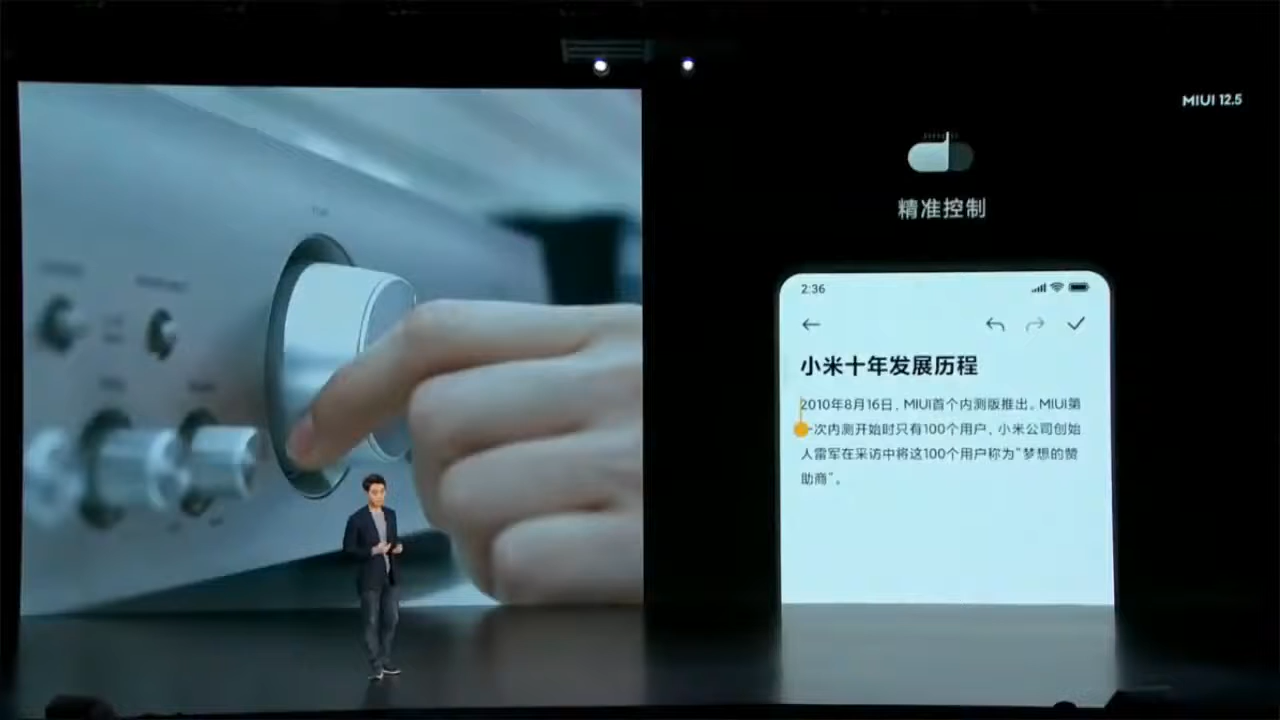 MIUI 12.5
精准控制
2:36
小米十年发展历程
2010年8月16日，MIUI首个内测版推出。MIUI第
一次内测开始时只有100个用户，小米公司创始
人雷军在采访中将这100个用户称为“梦想的赞
助商”。